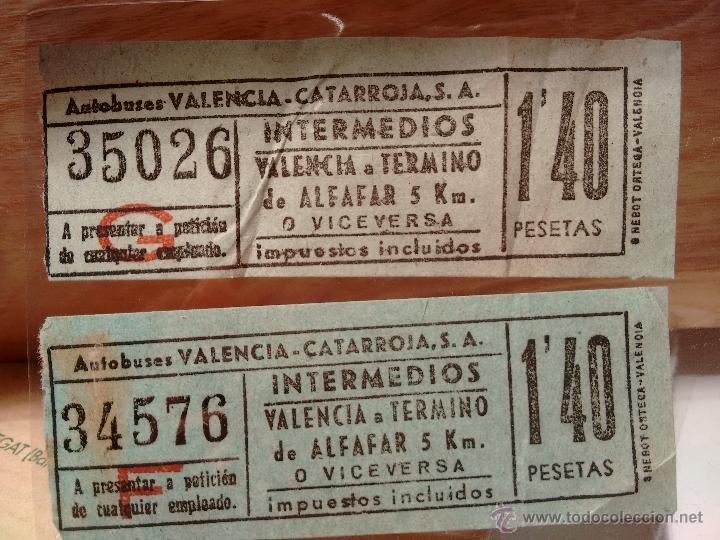 Autobuses VALENCIA-CATARROJA, S. A.
35026
G
A presentar a petición
de cualquier empleado.
INTERMEDIOS
VALENCIA a TERMINO
de ALFAFAR 5 Km.
O VICEVERSA
impuestos incluidos
1'40
PESETAS
NEBOT ORTEGA-VALENCIA
Autobuses VALENCIA-CATARROJA, S. A.
34576
F
A presentar a petición
de cualquier empleado.
INTERMEDIOS
VALENCIA a TERMINO
de ALFAFAR 5 Km.
O VICEVERSA
impuestos incluidos
1'40
PESETAS
NEBOT ORTEGA-VALENCIA
© www.todocoleccion.net